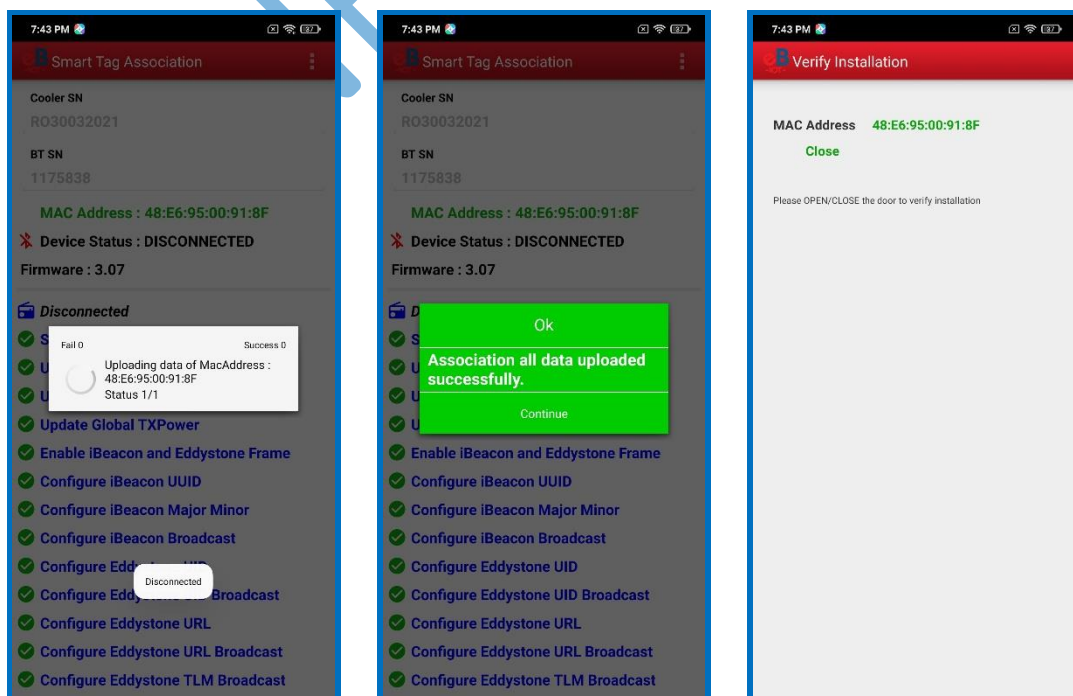 7:43 PM
37
Smart Tag Association
Cooler SN
RO30032021
BT SN
1175838
MAC Address : 48:E6:95:00:91:8F
Device Status : DISCONNECTED
Firmware : 3.07
Disconnected
S
Fail 0 Success 0
U
Uploading data of MacAddress :
48:E6:95:00:91:8F
U
Status 1/1
Update Global TXPower
Enable iBeacon and Eddystone Frame
Configure iBeacon UUID
Configure iBeacon Major Minor
Configure iBeacon Broadcast
Configure Eddystone UID
Disconnected
Configure Eddystone UID Broadcast
Configure Eddystone URL
Configure Eddystone URL Broadcast
Configure Eddystone TLM Broadcast
7:43 PM
37
Smart Tag Association
Cooler SN
RO30032021
BT SN
1175838
MAC Address : 48:E6:95:00:91:8F
Device Status : DISCONNECTED
Firmware : 3.07
D
S
U
U
U
Ok
Association all data uploaded
successfully.
Continue
Enable iBeacon and Eddystone Frame
Configure iBeacon UUID
Configure iBeacon Major Minor
Configure iBeacon Broadcast
Configure Eddystone UID
Configure Eddystone UID Broadcast
Configure Eddystone URL
Configure Eddystone URL Broadcast
Configure Eddystone TLM Broadcast
7:43 PM
37
Verify Installation
MAC Address 48:E6:95:00:91:8F
Close
Please OPEN/CLOSE the door to verify installation